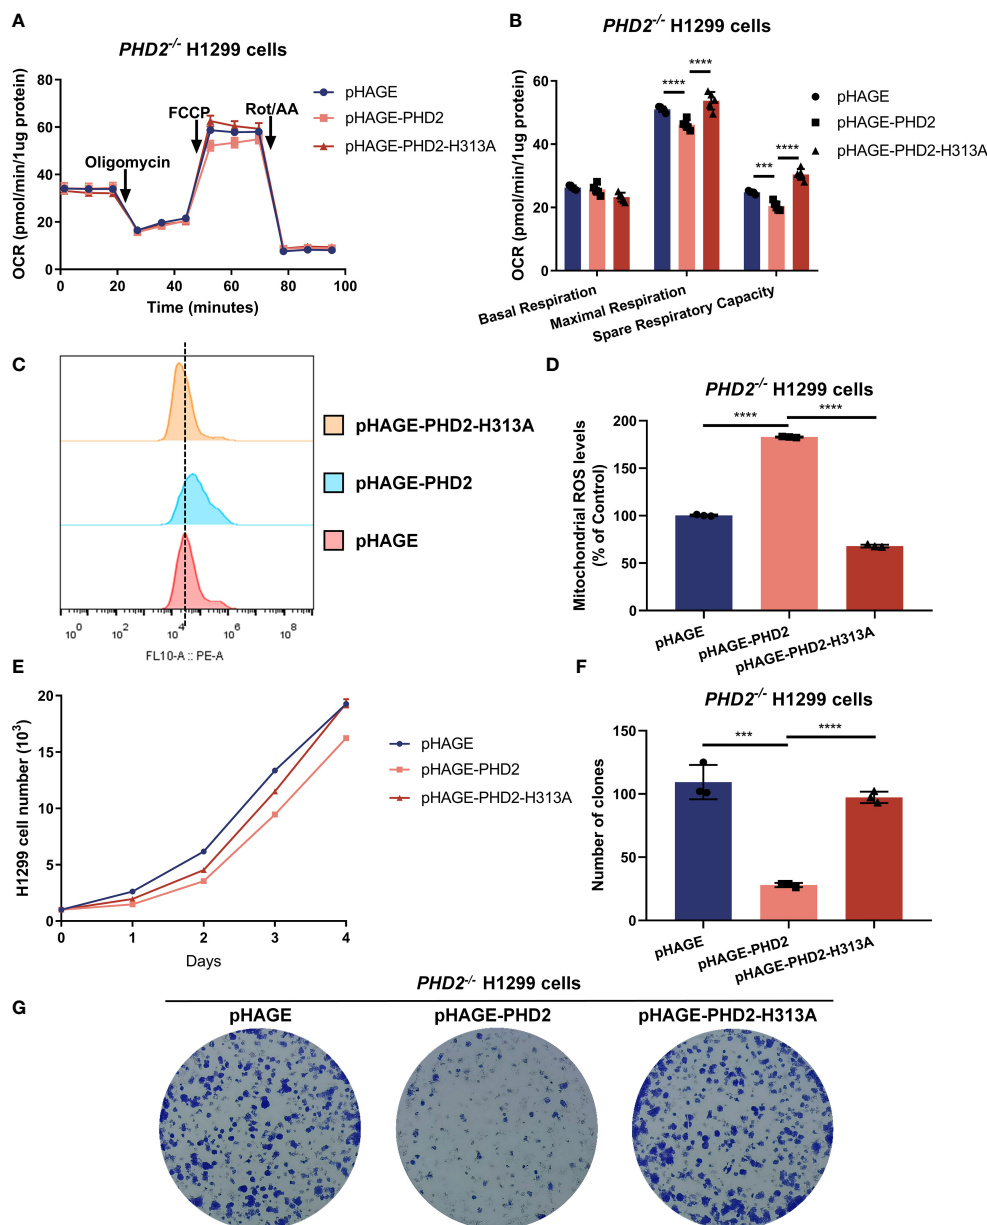 A
PHD2-/- H1299 cells
OCR (pmol/min/1ug protein)
80
60
40
20
0
0 20 40 60 80 100
Time (minutes)
Oligomycin
FCCP
Rot/AA
pHAGE
pHAGE-PHD2
pHAGE-PHD2-H313A
B
PHD2-/- H1299 cells
OCR (pmol/min/1ug protein)
60
40
20
0
**** ****
*** ****
Basal Respiration
Maximal Respiration
Spare Respiratory Capacity
pHAGE
pHAGE-PHD2
pHAGE-PHD2-H313A
C
pHAGE-PHD2-H313A
pHAGE-PHD2
pHAGE
10^0 10^2 10^4 10^6 10^8
FL10-A :: PE-A
D
PHD2-/- H1299 cells
Mitochondrial ROS levels
(% of Control)
200
150
100
50
0
**** ****
pHAGE
pHAGE-PHD2
pHAGE-PHD2-H313A
E
H1299 cell number (10^3)
20
15
10
5
0
0 1 2 3 4
Days
pHAGE
pHAGE-PHD2
pHAGE-PHD2-H313A
F
PHD2-/- H1299 cells
Number of clones
150
100
50
0
*** ****
pHAGE
pHAGE-PHD2
pHAGE-PHD2-H313A
G
PHD2-/- H1299 cells
pHAGE pHAGE-PHD2 pHAGE-PHD2-H313A